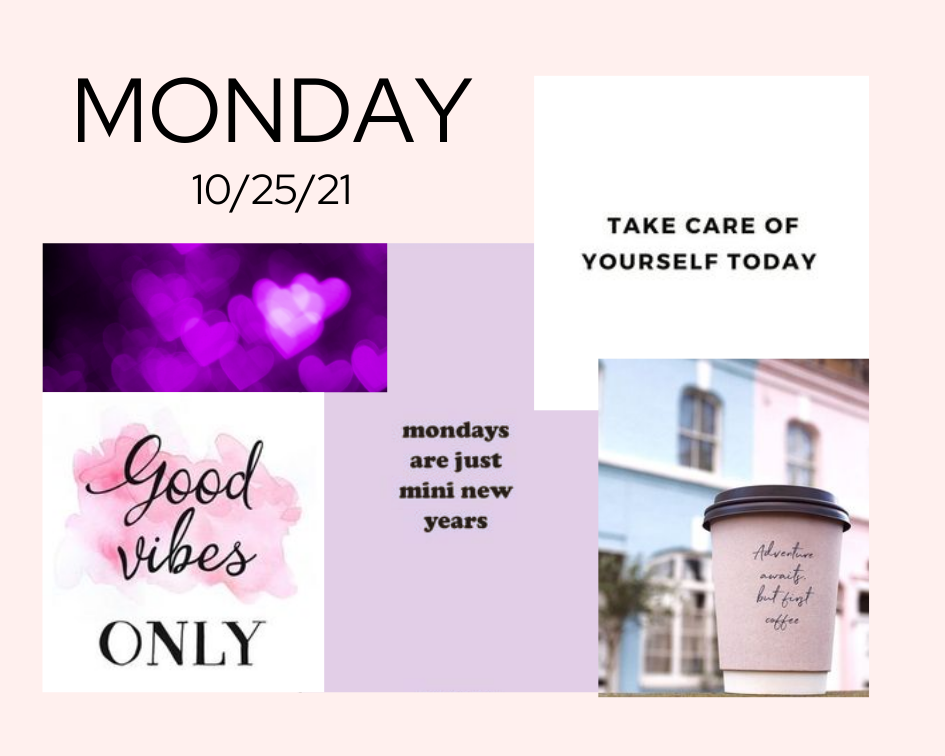 MONDAY
10/25/21
TAKE CARE OF
YOURSELF TODAY
mondays
are just
mini new
years
Good
vibes
ONLY
Adventure
awaits,
but first
coffee